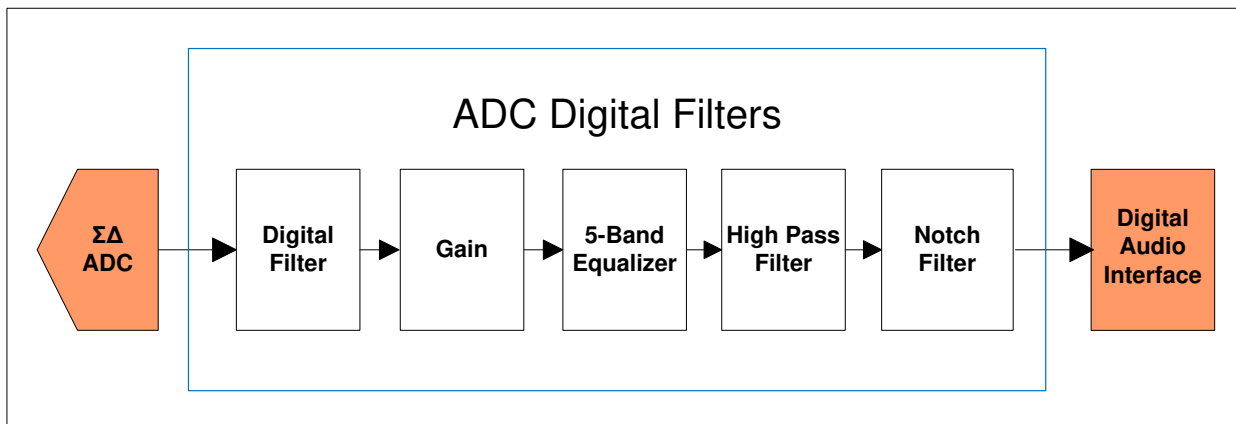 ADC Digital Filters
ΣΔ
ADC
Digital
Filter
Gain
5-Band
Equalizer
High Pass
Filter
Notch
Filter
Digital
Audio
Interface